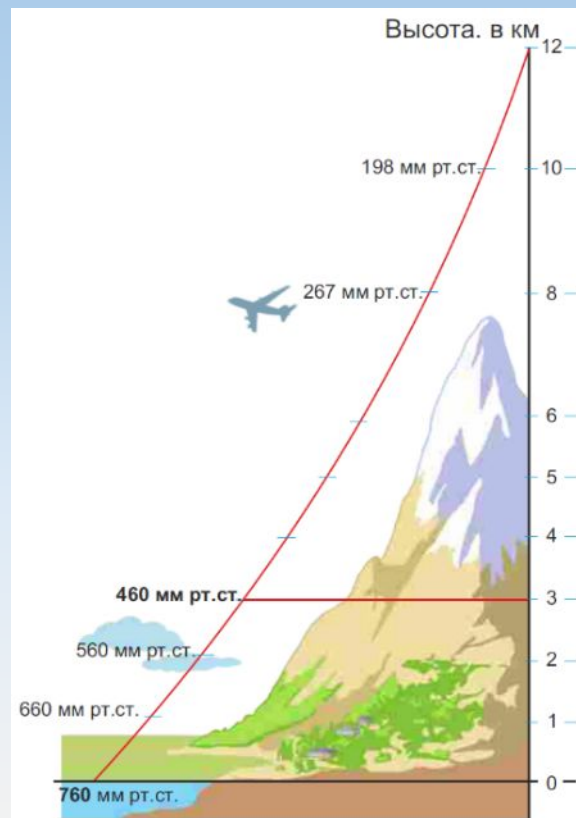 Высота. в км
12
198 мм рт.ст.
10
267 мм рт.ст.
8
6
5
4
460 мм рт.ст.
3
560 мм рт.ст.
2
660 мм рт.ст.
1
760 мм рт.ст.
0